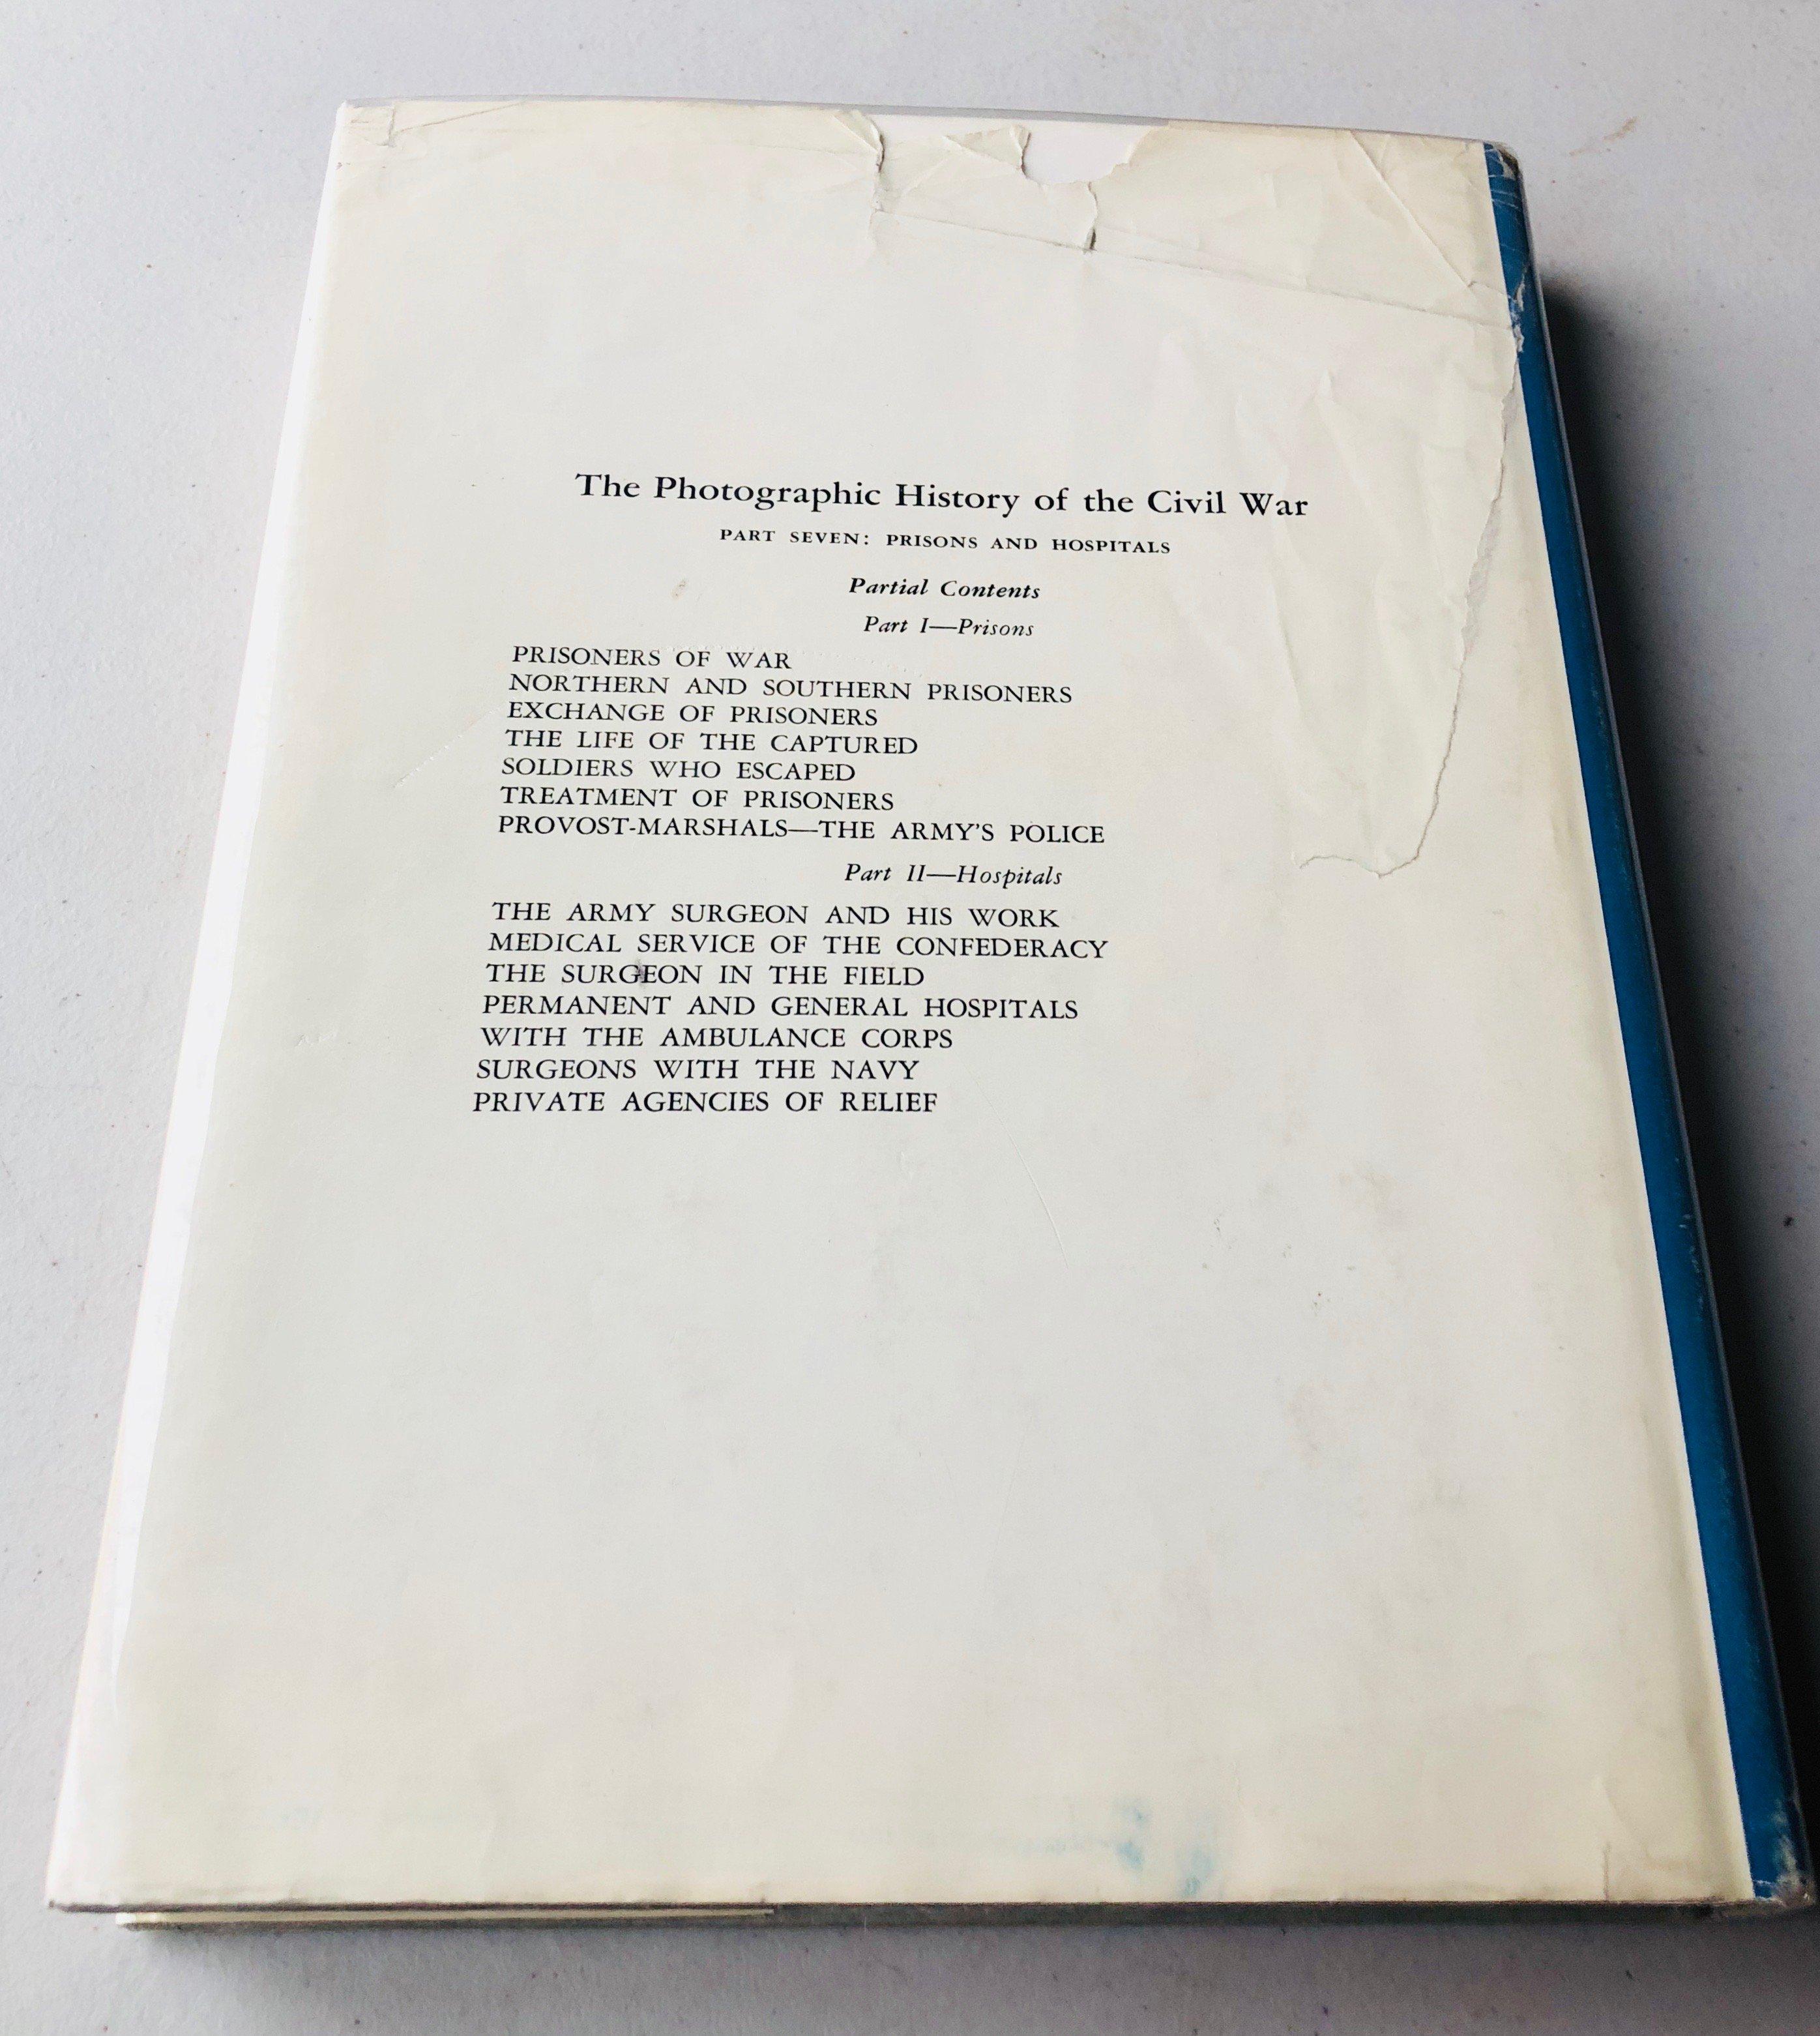 The Photographic History of the Civil War
PART SEVEN: PRISONS AND HOSPITALS
Partial Contents
Part I—Prisons
PRISONERS OF WAR
NORTHERN AND SOUTHERN PRISONERS
EXCHANGE OF PRISONERS
THE LIFE OF THE CAPTURED
SOLDIERS WHO ESCAPED
TREATMENT OF PRISONERS
PROVOST-MARSHALS—THE ARMY'S POLICE
Part II—Hospitals
THE ARMY SURGEON AND HIS WORK
MEDICAL SERVICE OF THE CONFEDERACY
THE SURGEON IN THE FIELD
PERMANENT AND GENERAL HOSPITALS
WITH THE AMBULANCE CORPS
SURGEONS WITH THE NAVY
PRIVATE AGENCIES OF RELIEF